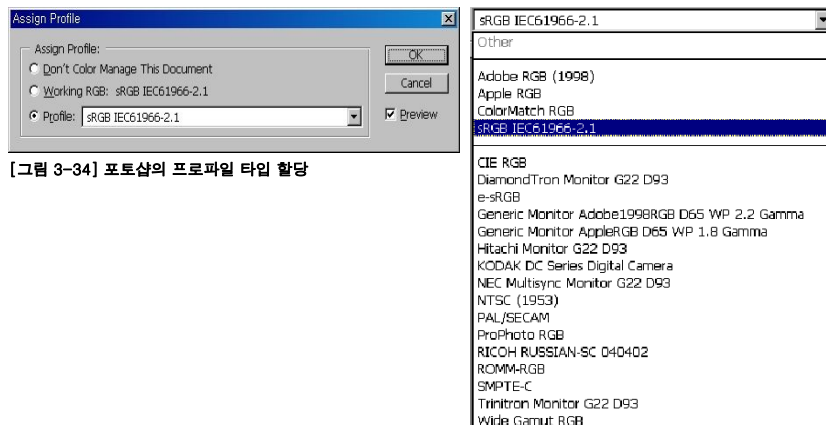 Assign Profile
Assign Profile:
Don't Color Manage This Document
Working RGB: sRGB IEC61966-2.1
Profile: sRGB IEC61966-2.1
OK
Cancel
Preview
[그림 3-34] 포토샵의 프로파일 타입 할당
sRGB IEC61966-2.1
Other
Adobe RGB (1998)
Apple RGB
ColorMatch RGB
sRGB IEC61966-2.1
CIE RGB
DiamondTron Monitor G22 D93
e-sRGB
Generic Monitor Adobe1998RGB D65 WP 2.2 Gamma
Generic Monitor AppleRGB D65 WP 1.8 Gamma
Hitachi Monitor G22 D93
KODAK DC Series Digital Camera
NEC Multisync Monitor G22 D93
NTSC (1953)
PAL/SECAM
ProPhoto RGB
RICOH RUSSIAN-SC 040402
ROMM-RGB
SMPTE-C
Trinitron Monitor G22 D93
Wide Gamut RGB